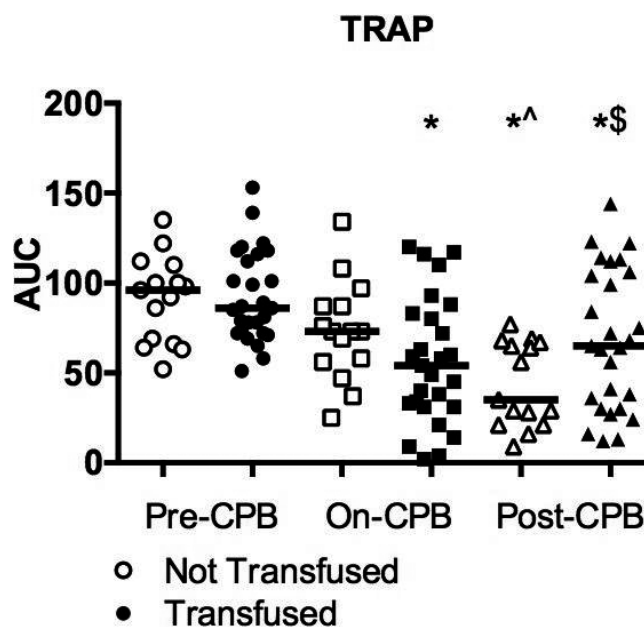 TRAP
200
* *^ *$
150
AUC
100
50
0
Pre-CPB On-CPB Post-CPB
Not Transfused
Transfused